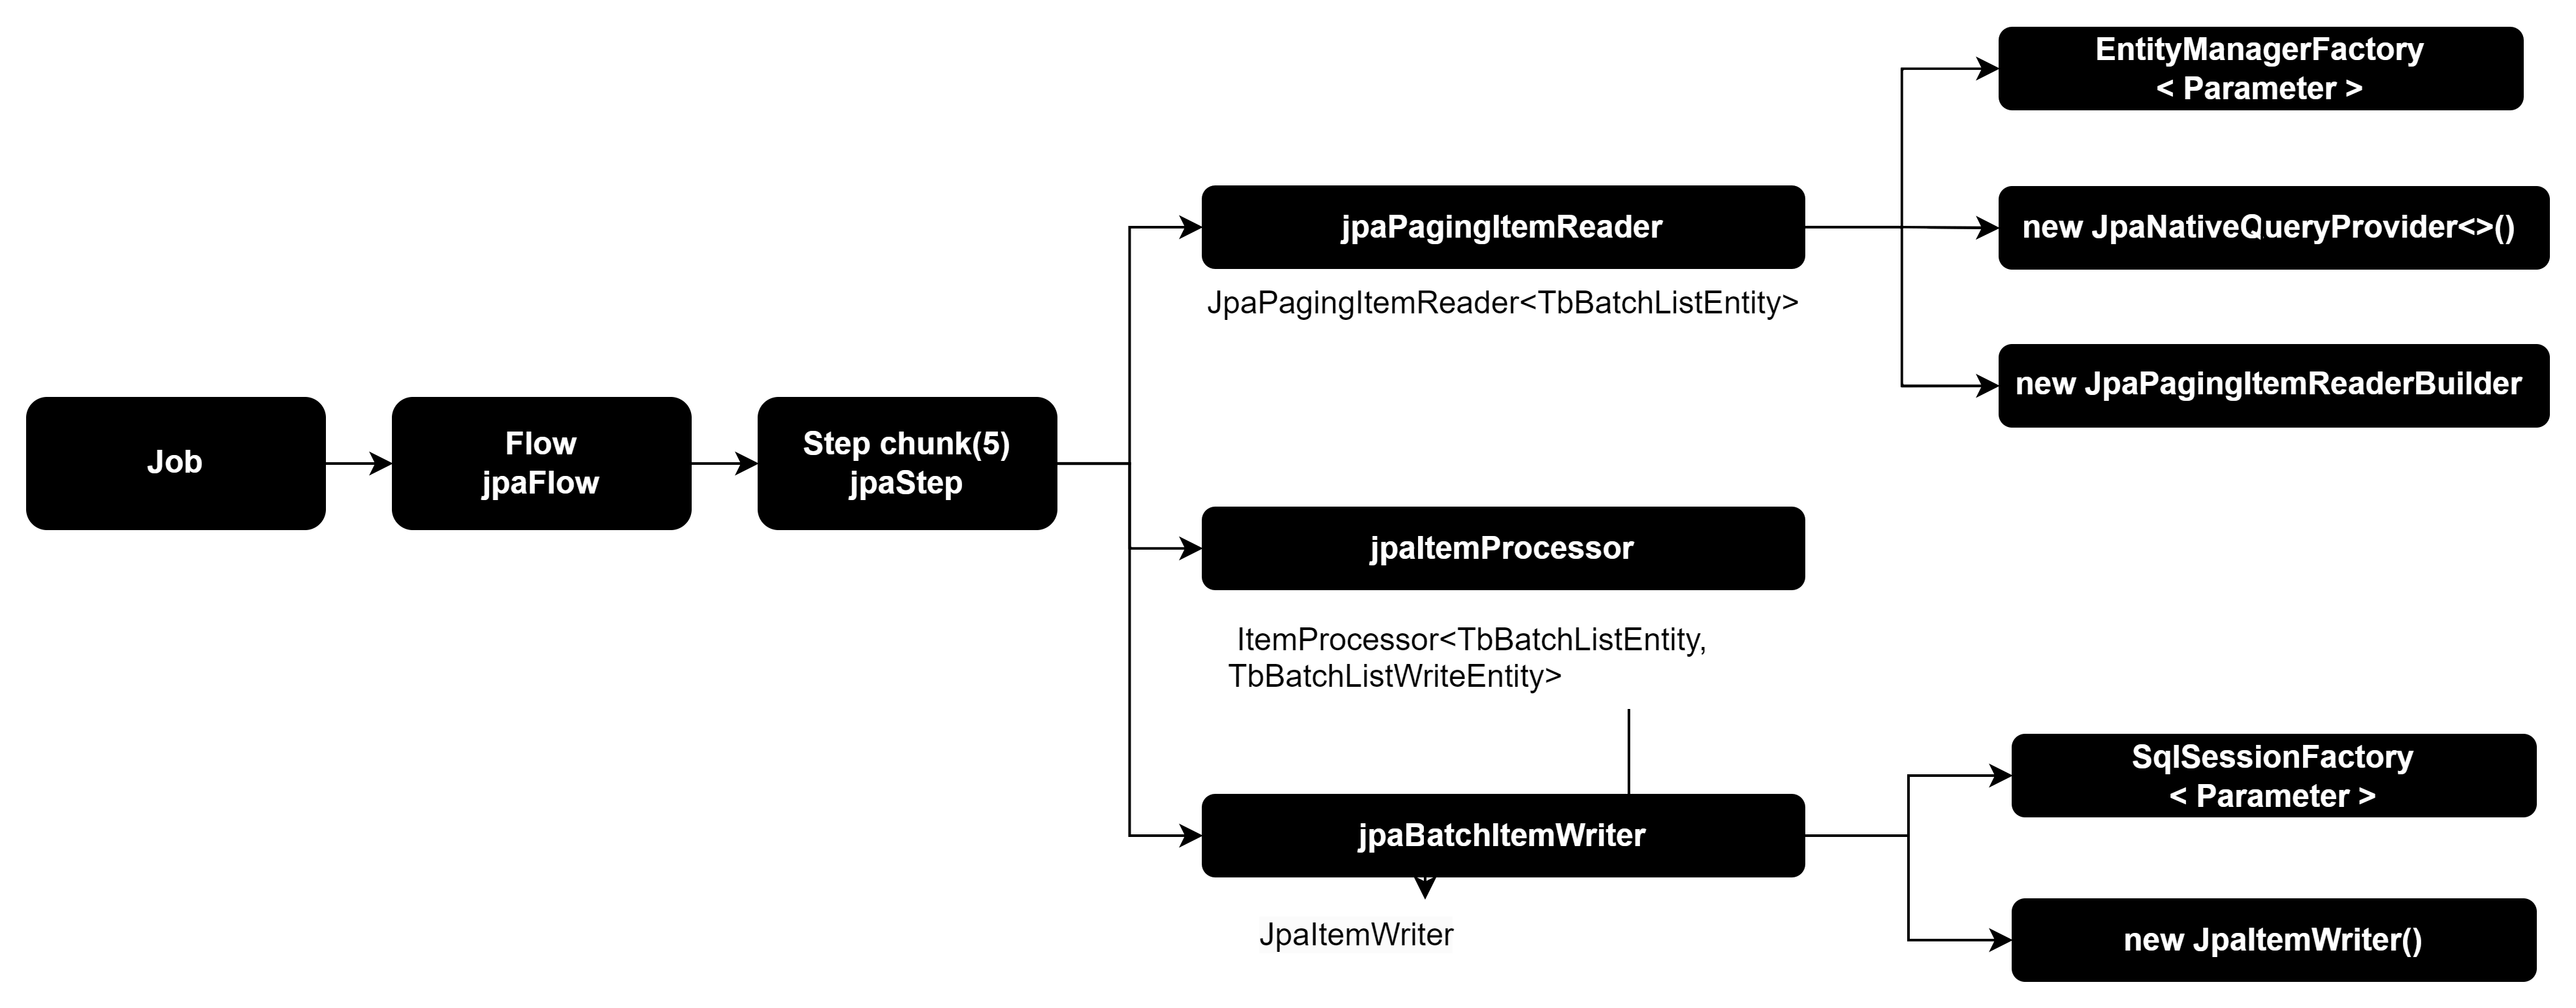 Job
Flow
jpaFlow
Step chunk(5)
jpaStep
jpaPagingItemReader
JpaPagingItemReader<TbBatchListEntity>
jpaItemProcessor
ItemProcessor<TbBatchListEntity,
TbBatchListWriteEntity>
jpaBatchItemWriter
JpaItemWriter
EntityManagerFactory
< Parameter >
new JpaNativeQueryProvider<>()
new JpaPagingItemReaderBuilder
SqlSessionFactory
< Parameter >
new JpaItemWriter()